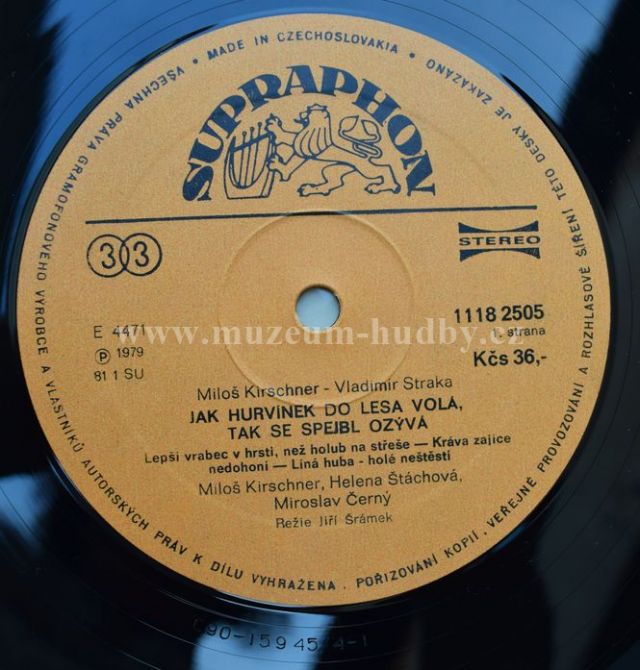 VŠECHNA PRÁVA GRAMOFONOVÉHO VÝROBCE A VLASTNÍKŮ AUTORSKÝCH PRÁV K DÍLU VYHRAŽENA . POŘIZOVÁNÍ KOPIÍ , VEŘEJNÉ PROVOZOVÁNÍ A ROZHLASOVÉ ŠÍŘENÍ TÉTO DESKY JE ZAKÁZÁNO
• MADE IN CZECHOSLOVAKIA •
SUPRAPHON
33
STEREO
E 4471
1118 2505
www.muzeum-hudby.cz
Ⓟ 1979
strana
81 1 SU
Kčs 36,-
Miloš Kirschner - Vladimír Straka
JAK HURVÍNEK DO LESA VOLÁ,
TAK SE SPEJBL OZÝVÁ
Lepší vrabec v hrsti, než holub na střeše — Kráva zajíce
nedohoní — Líná huba - holé neštěstí
Miloš Kirschner, Helena Štáchová,
Miroslav Černý
Režie Jiří Šrámek